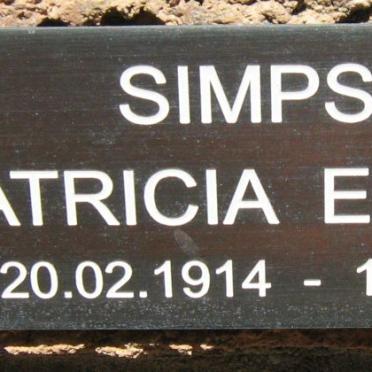 SIMPS
ATRICIA E
20.02.1914 - 1